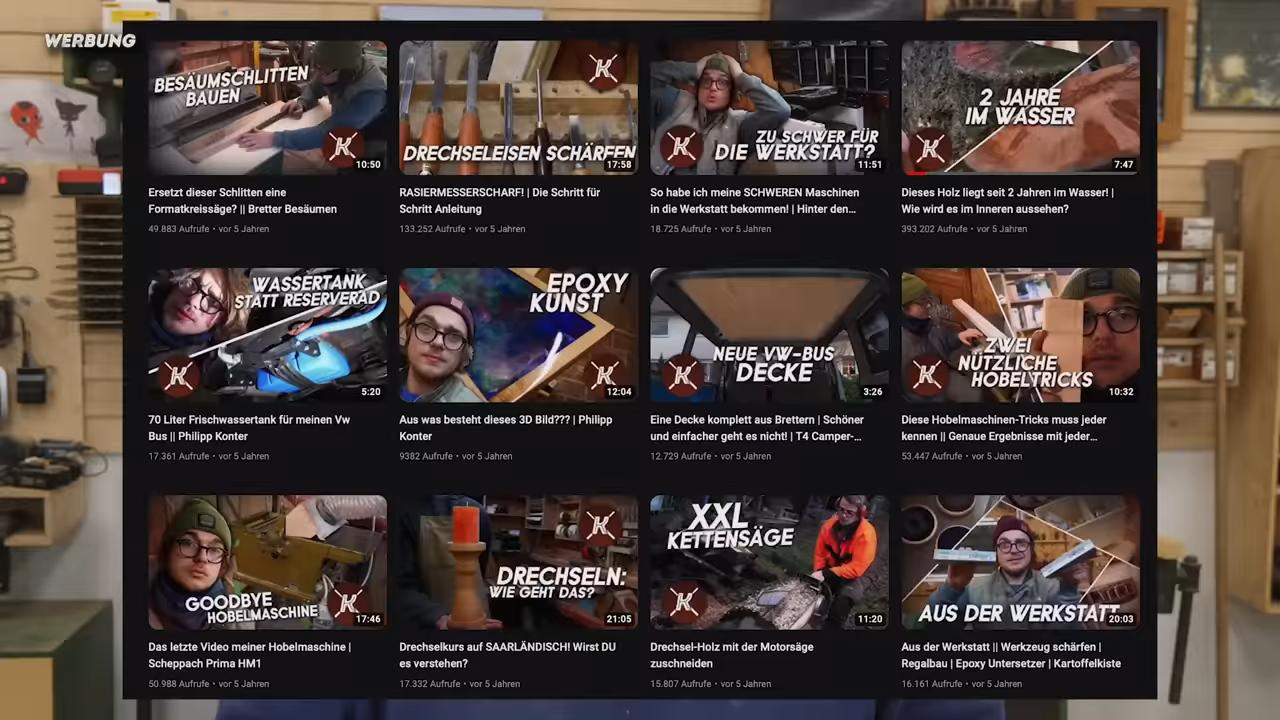 WERBUNG
BESÄUMSCHLITTEN
BAUEN
K
10:50
Ersetzt dieser Schlitten eine
Formatkreissäge? || Bretter Besäumen
49.883 Aufrufe • vor 5 Jahren
K
DRECHSELEISEN SCHÄRFEN
17:58
RASIERMESSERSCHARF! | Die Schritt für
Schritt Anleitung
133.252 Aufrufe • vor 5 Jahren
K
ZU SCHWER FÜR
DIE WERKSTATT?
11:51
So habe ich meine SCHWEREN Maschinen
in die Werkstatt bekommen! | Hinter den...
18.725 Aufrufe • vor 5 Jahren
2 JAHRE
IM WASSER
K
7:47
Dieses Holz liegt seit 2 Jahren im Wasser! |
Wie wird es im Inneren aussehen?
393.202 Aufrufe • vor 5 Jahren
WASSERTANK
STATT RESERVERAD
K
5:20
70 Liter Frischwassertank für meinen Vw
Bus || Philipp Konter
17.361 Aufrufe • vor 5 Jahren
EPOXY
KUNST
K
12:04
Aus was besteht dieses 3D Bild??? | Philipp
Konter
9382 Aufrufe • vor 5 Jahren
NEUE VW-BUS
DECKE
K
3:26
Eine Decke komplett aus Brettern | Schöner
und einfacher geht es nicht! | T4 Camper-...
12.729 Aufrufe • vor 5 Jahren
ZWEI
NÜTZLICHE
HOBELTRICKS
K
10:32
Diese Hobelmaschinen-Tricks muss jeder
kennen || Genaue Ergebnisse mit jeder...
53.447 Aufrufe • vor 5 Jahren
GOODBYE
HOBELMASCHINE
K
17:46
Das letzte Video meiner Hobelmaschine |
Scheppach Prima HM1
50.988 Aufrufe • vor 5 Jahren
K
DRECHSELN:
WIE GEHT DAS?
21:05
Drechselkurs auf SAARLÄNDISCH! Wirst DU
es verstehen?
17.332 Aufrufe • vor 5 Jahren
XXL
KETTENSÄGE
K
11:20
Drechsel-Holz mit der Motorsäge
zuschneiden
15.807 Aufrufe • vor 5 Jahren
AUS DER WERKSTATT
20:03
Aus der Werkstatt || Werkzeug schärfen |
Regalbau | Epoxy Untersetzer | Kartoffelkiste
16.161 Aufrufe • vor 5 Jahren